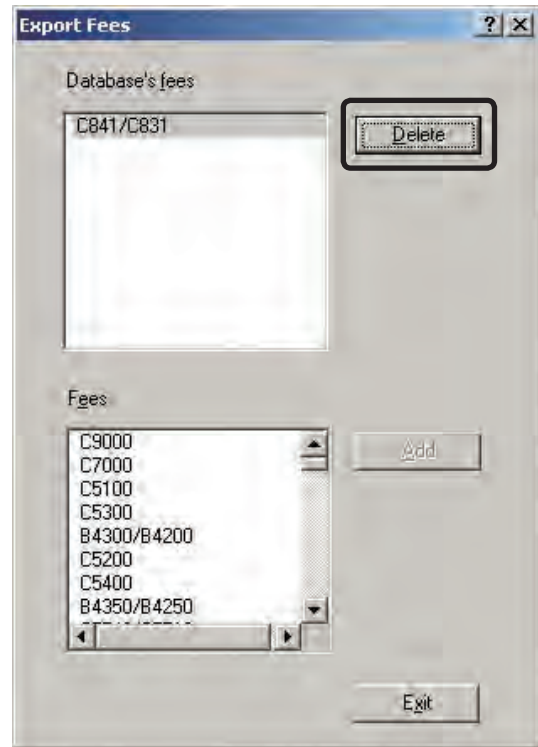 Export Fees
Database's fees
C841/C831
Delete
Fees
C9000
C7000
C5100
C5300
B4300/B4200
C5200
C5400
B4350/B4250
Add
Exit